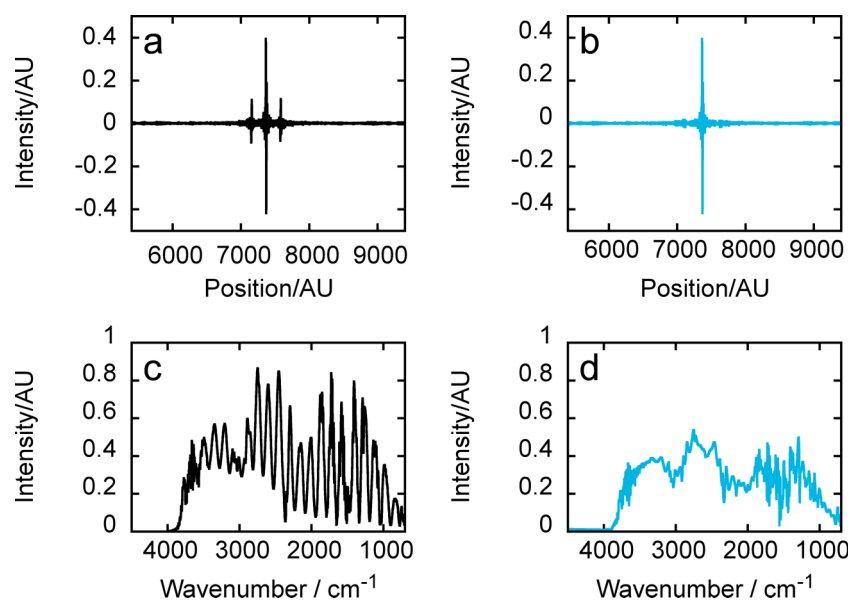 a
Intensity/AU
0.4
0.2
0
-0.2
-0.4
6000 7000 8000 9000
Position/AU
b
Intensity/AU
0.4
0.2
0
-0.2
-0.4
6000 7000 8000 9000
Position/AU
c
Intensity/AU
1
0.8
0.6
0.4
0.2
0
4000 3000 2000 1000
Wavenumber / cm⁻¹
d
Intensity/AU
1
0.8
0.6
0.4
0.2
0
4000 3000 2000 1000
Wavenumber / cm⁻¹